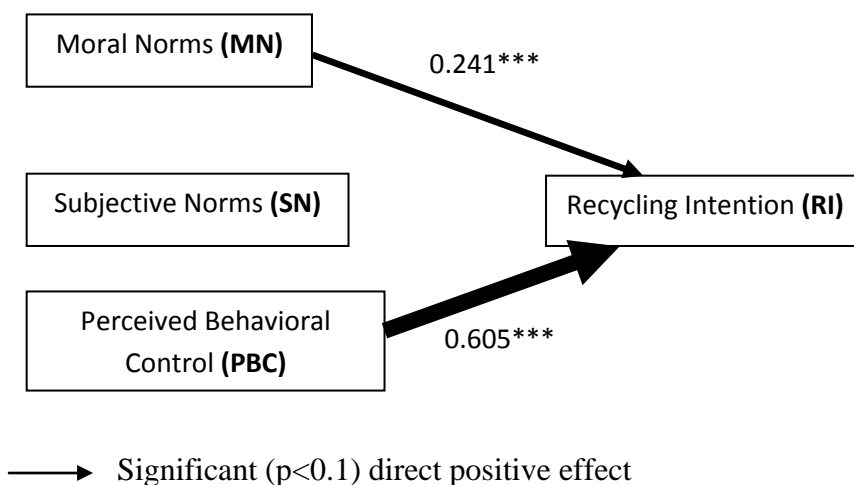 Moral Norms (MN)
0.241***
Subjective Norms (SN)
Recycling Intention (RI)
Perceived Behavioral
Control (PBC)
0.605***
Significant (p<0.1) direct positive effect